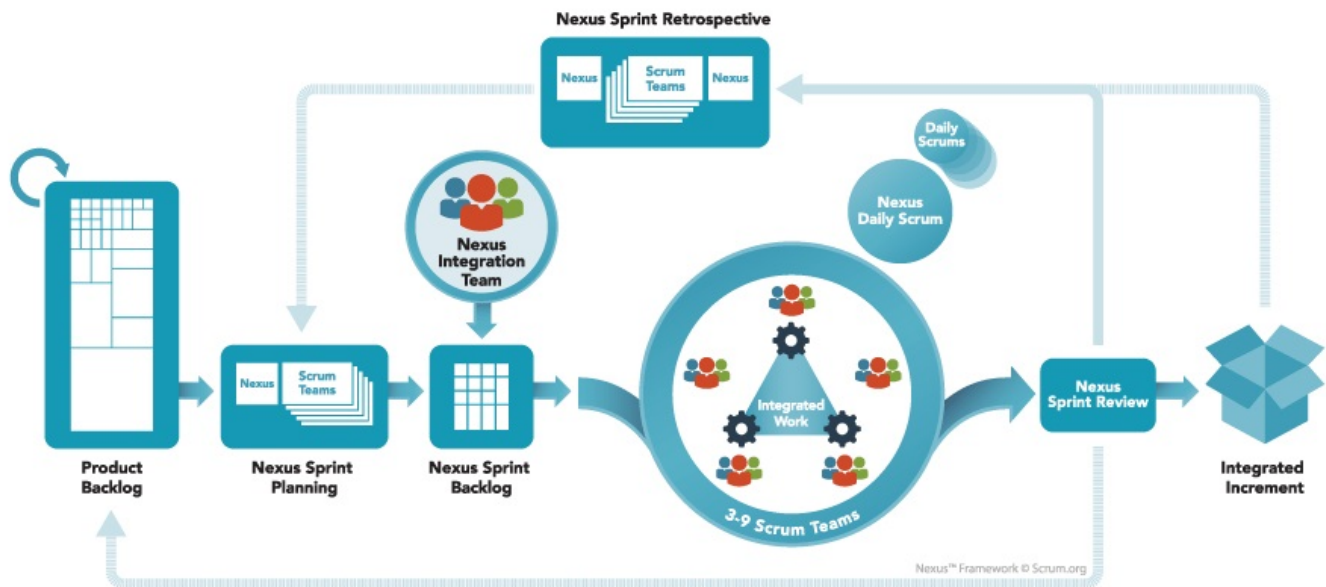 Nexus Sprint Retrospective
Nexus
Scrum
Teams
Nexus
Daily
Scrums
Nexus
Daily Scrum
Nexus
Integration
Team
Nexus
Scrum
Teams
Integrated
Work
Nexus
Sprint Review
Product
Backlog
Nexus Sprint
Planning
Nexus Sprint
Backlog
3-9 Scrum Teams
Integrated
Increment
Nexus™ Framework © Scrum.org